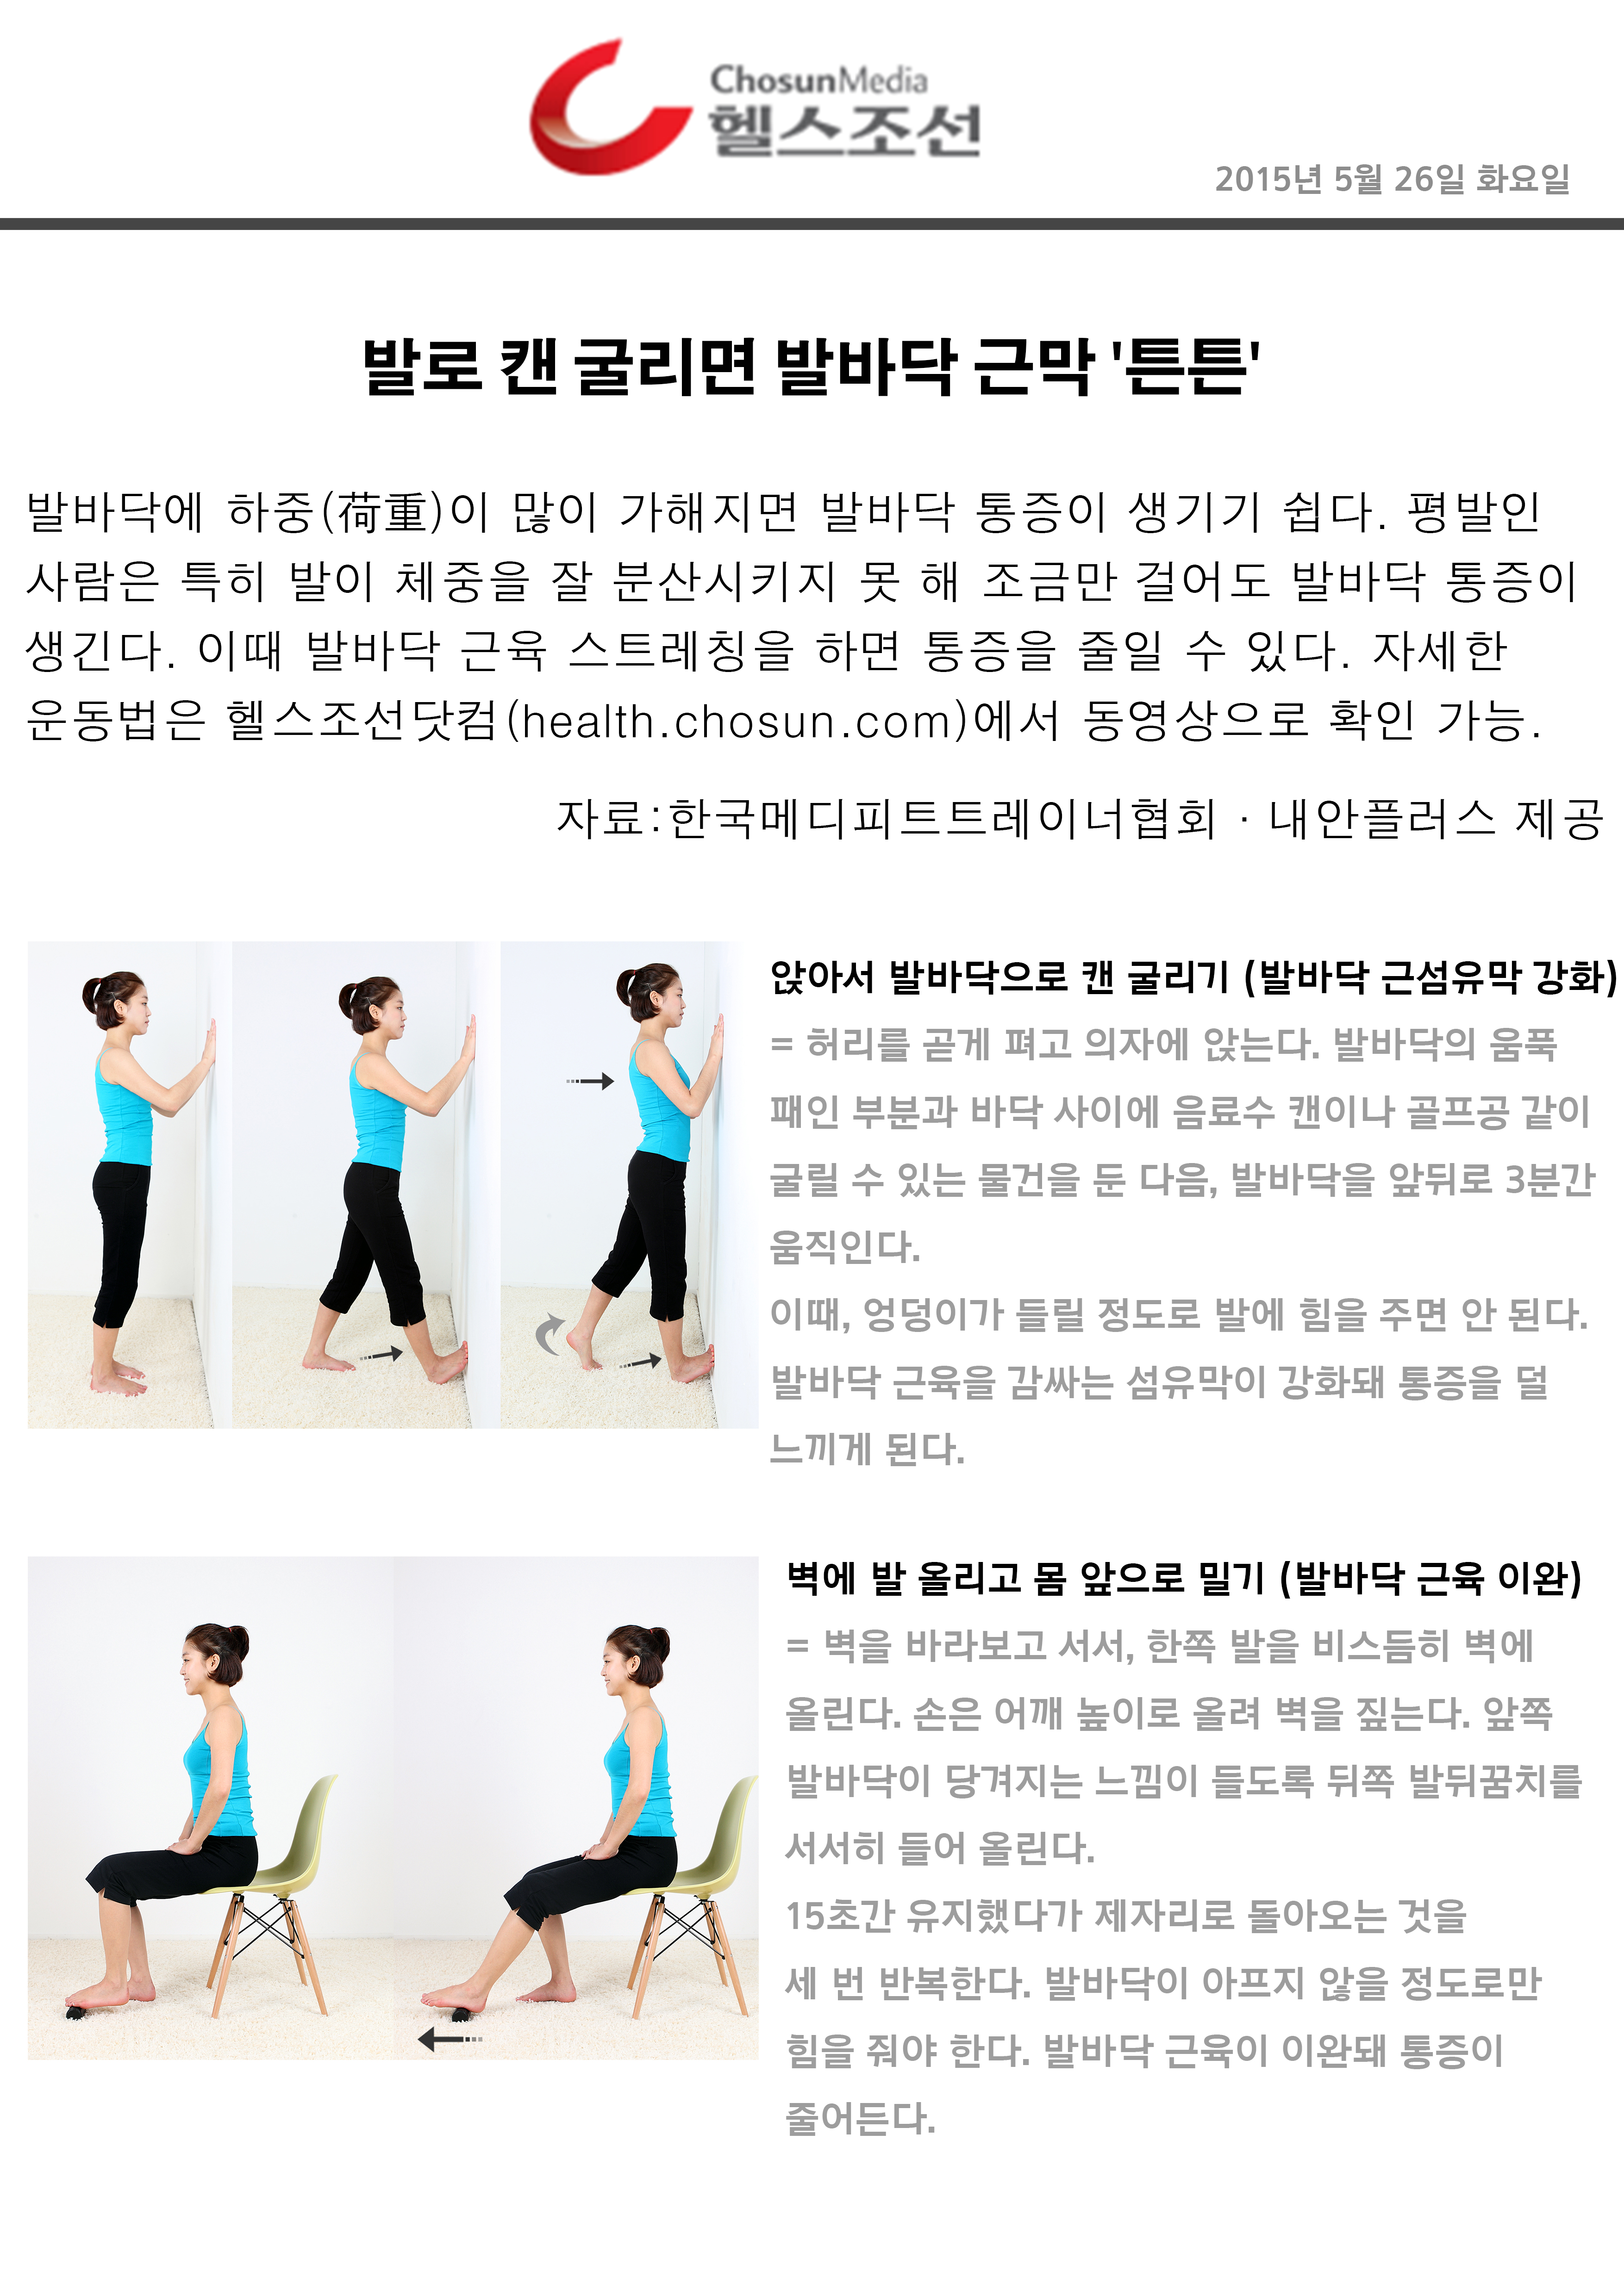 ChosunMedia
헬스조선
2015년 5월 26일 화요일
발로 캔 굴리면 발바닥 근막 '튼튼'
발바닥에 하중(荷重)이 많이 가해지면 발바닥 통증이 생기기 쉽다. 평발인
사람은 특히 발이 체중을 잘 분산시키지 못 해 조금만 걸어도 발바닥 통증이
생긴다. 이때 발바닥 근육 스트레칭을 하면 통증을 줄일 수 있다. 자세한
운동법은 헬스조선닷컴(health.chosun.com)에서 동영상으로 확인 가능.
자료:한국메디피트트레이너협회 · 내안플러스 제공
앉아서 발바닥으로 캔 굴리기 (발바닥 근섬유막 강화)
= 허리를 곧게 펴고 의자에 앉는다. 발바닥의 움푹
패인 부분과 바닥 사이에 음료수 캔이나 골프공 같이
굴릴 수 있는 물건을 둔 다음, 발바닥을 앞뒤로 3분간
움직인다.
이때, 엉덩이가 들릴 정도로 발에 힘을 주면 안 된다.
발바닥 근육을 감싸는 섬유막이 강화돼 통증을 덜
느끼게 된다.
벽에 발 올리고 몸 앞으로 밀기 (발바닥 근육 이완)
= 벽을 바라보고 서서, 한쪽 발을 비스듬히 벽에
올린다. 손은 어깨 높이로 올려 벽을 짚는다. 앞쪽
발바닥이 당겨지는 느낌이 들도록 뒤쪽 발뒤꿈치를
서서히 들어 올린다.
15초간 유지했다가 제자리로 돌아오는 것을
세 번 반복한다. 발바닥이 아프지 않을 정도로만
힘을 줘야 한다. 발바닥 근육이 이완돼 통증이
줄어든다.